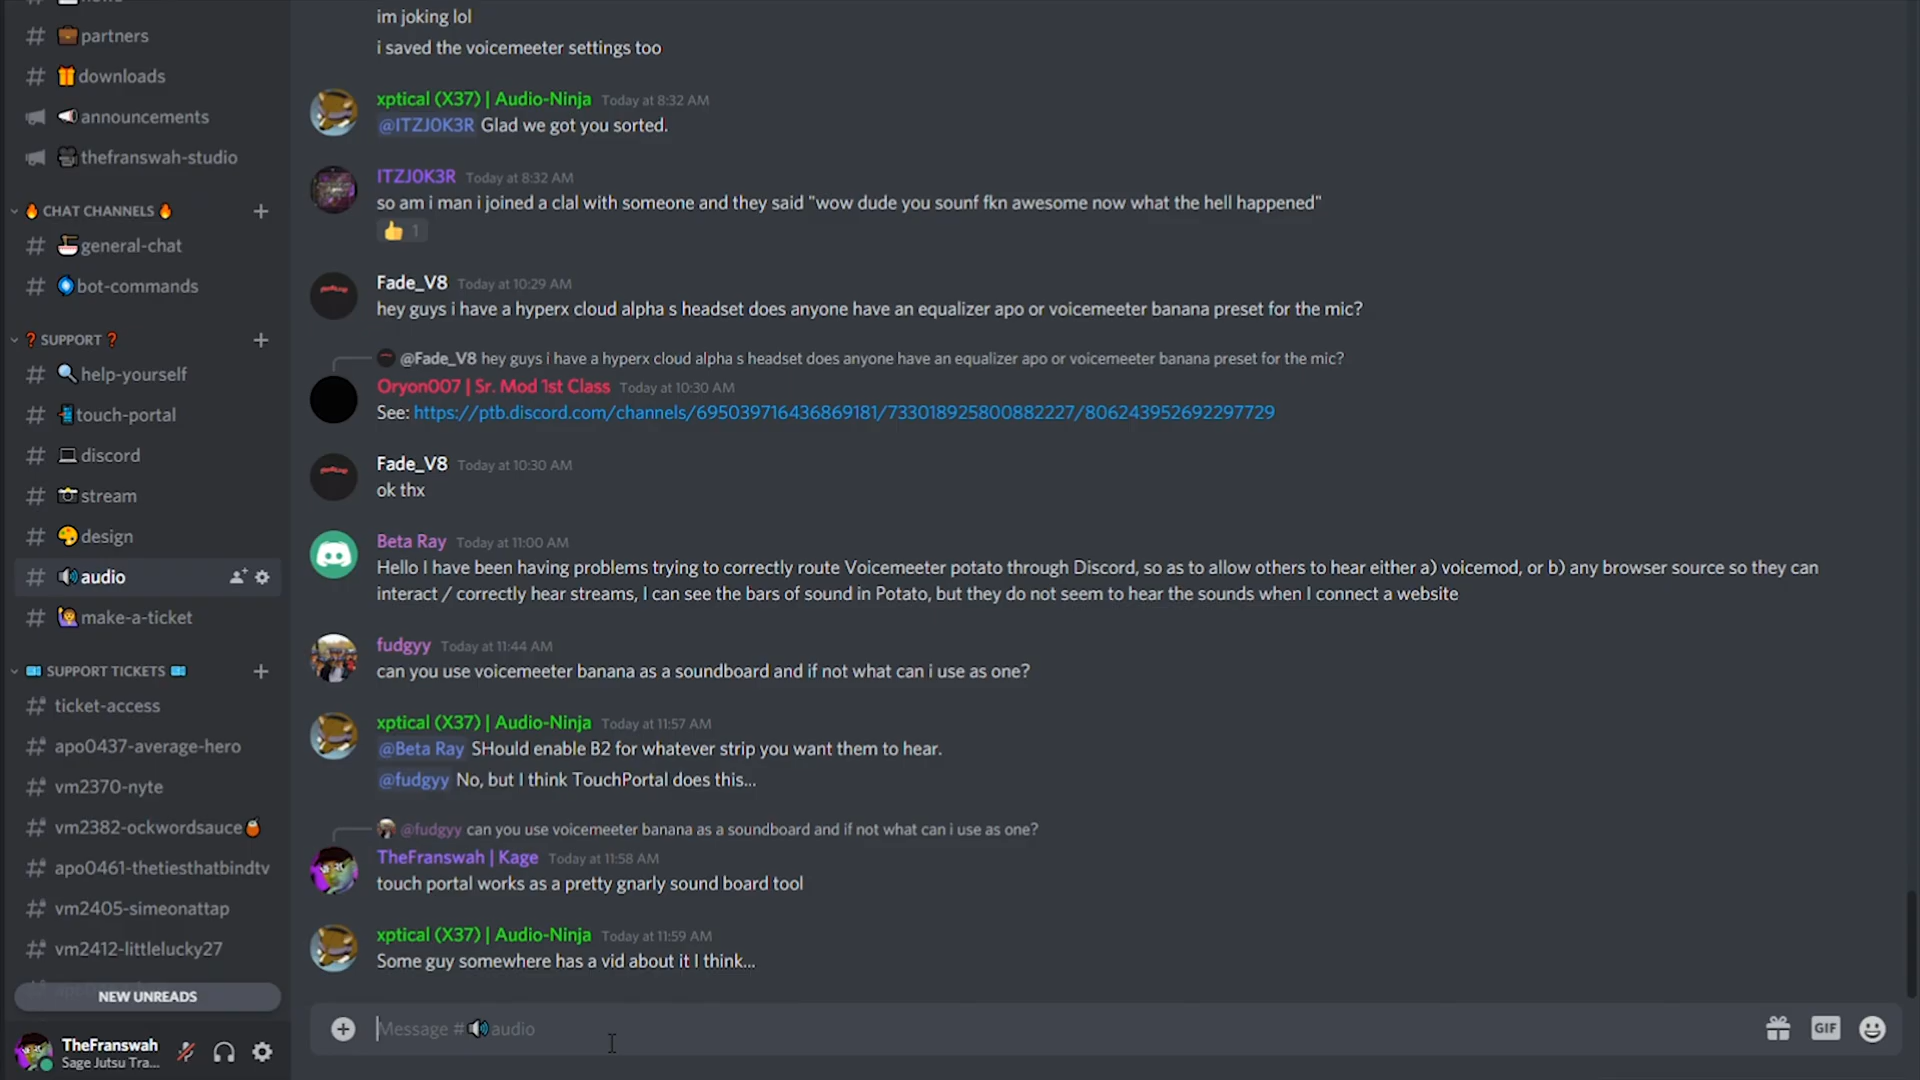 partners
downloads
announcements
thefranswah-studio
CHAT CHANNELS
general-chat
bot-commands
SUPPORT
help-yourself
touch-portal
discord
stream
design
audio
make-a-ticket
SUPPORT TICKETS
ticket-access
apo0437-average-hero
vm2370-nyte
vm2382-ockwordsauce
apo0461-thetiesthatbindtv
vm2405-simeonattap
vm2412-littlelucky27
NEW UNREADS
TheFranswah
Sage Jutsu Tra...
im joking lol
i saved the voicemeeter settings too
xptical (X37) | Audio-Ninja Today at 8:32 AM
@ITZJ0K3R Glad we got you sorted.
ITZJ0K3R Today at 8:32 AM
so am i man i joined a clal with someone and they said "wow dude you sounf fkn awesome now what the hell happened"
1
Fade_V8 Today at 10:29 AM
hey guys i have a hyperx cloud alpha s headset does anyone have an equalizer apo or voicemeeter banana preset for the mic?
@Fade_V8 hey guys i have a hyperx cloud alpha s headset does anyone have an equalizer apo or voicemeeter banana preset for the mic?
Oryon007 | Sr. Mod 1st Class Today at 10:30 AM
See: https://ptb.discord.com/channels/695039716436869181/733018925800882227/806243952692297729
Fade_V8 Today at 10:30 AM
ok thx
Beta Ray Today at 11:00 AM
Hello I have been having problems trying to correctly route Voicemeeter potato through Discord, so as to allow others to hear either a) voicemod, or b) any browser source so they can
interact / correctly hear streams, I can see the bars of sound in Potato, but they do not seem to hear the sounds when I connect a website
fudgyy Today at 11:44 AM
can you use voicemeeter banana as a soundboard and if not what can i use as one?
xptical (X37) | Audio-Ninja Today at 11:57 AM
@Beta Ray SHould enable B2 for whatever strip you want them to hear.
@fudgyy No, but I think TouchPortal does this...
@fudgyy can you use voicemeeter banana as a soundboard and if not what can i use as one?
TheFranswah | Kage Today at 11:58 AM
touch portal works as a pretty gnarly sound board tool
xptical (X37) | Audio-Ninja Today at 11:59 AM
Some guy somewhere has a vid about it I think...
Message #audio
GIF